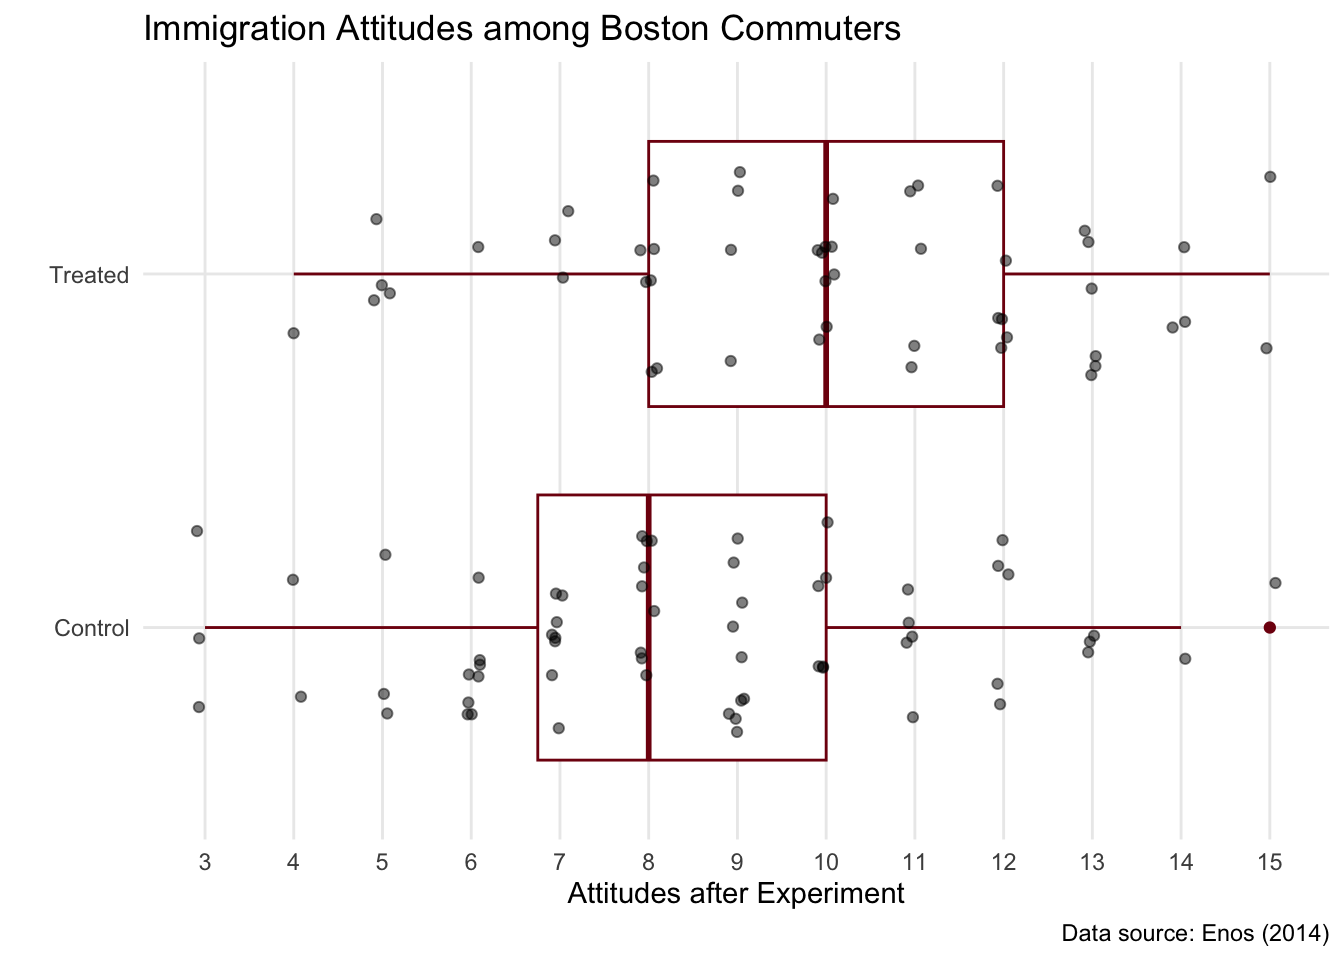 Immigration Attitudes among Boston Commuters
Treated
Control
3 4 5 6 7 8 9 10 11 12 13 14 15
Attitudes after Experiment
Data source: Enos (2014)